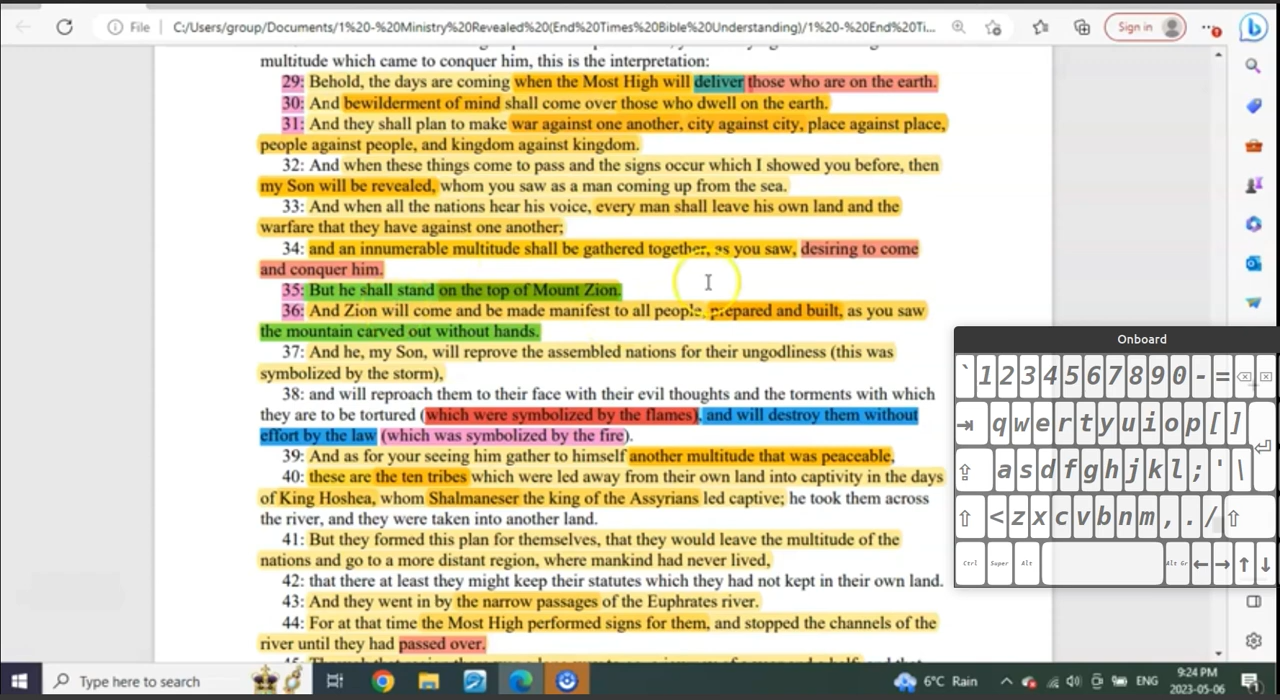 File
C:/Users/group/Documents/1%20-%20Ministry%20Revealed%20(End%20Times%20Bible%20Understanding)/1%20-%20End%20Ti...
Sign in
multitude which came to conquer him, this is the interpretation:
29: Behold, the days are coming when the Most High will deliver those who are on the earth.
30: And bewilderment of mind shall come over those who dwell on the earth.
31: And they shall plan to make war against one another, city against city, place against place,
people against people, and kingdom against kingdom.
32: And when these things come to pass and the signs occur which I showed you before, then
my Son will be revealed, whom you saw as a man coming up from the sea.
33: And when all the nations hear his voice, every man shall leave his own land and the
warfare that they have against one another;
34: and an innumerable multitude shall be gathered together, as you saw, desiring to come
and conquer him.
35: But he shall stand on the top of Mount Zion.
36: And Zion will come and be made manifest to all people, prepared and built, as you saw
the mountain carved out without hands.
37: And he, my Son, will reprove the assembled nations for their ungodliness (this was
symbolized by the storm),
38: and will reproach them to their face with their evil thoughts and the torments with which
they are to be tortured (which were symbolized by the flames), and will destroy them without
effort by the law (which was symbolized by the fire).
39: And as for your seeing him gather to himself another multitude that was peaceable,
40: these are the ten tribes which were led away from their own land into captivity in the days
of King Hoshea, whom Shalmaneser the king of the Assyrians led captive; he took them across
the river, and they were taken into another land.
41: But they formed this plan for themselves, that they would leave the multitude of the
nations and go to a more distant region, where mankind had never lived,
42: that there at least they might keep their statutes which they had not kept in their own land.
43: And they went in by the narrow passages of the Euphrates river.
44: For at that time the Most High performed signs for them, and stopped the channels of the
river until they had passed over.
Onboard
` 1 2 3 4 5 6 7 8 9 0 - =
q w e r t y u i o p [ ]
a s d f g h j k l ; ' \
< z x c v b n m , . /
Ctrl Super Alt Alt Gr
Type here to search
6°C Rain
ENG
9:24 PM
2023-05-06